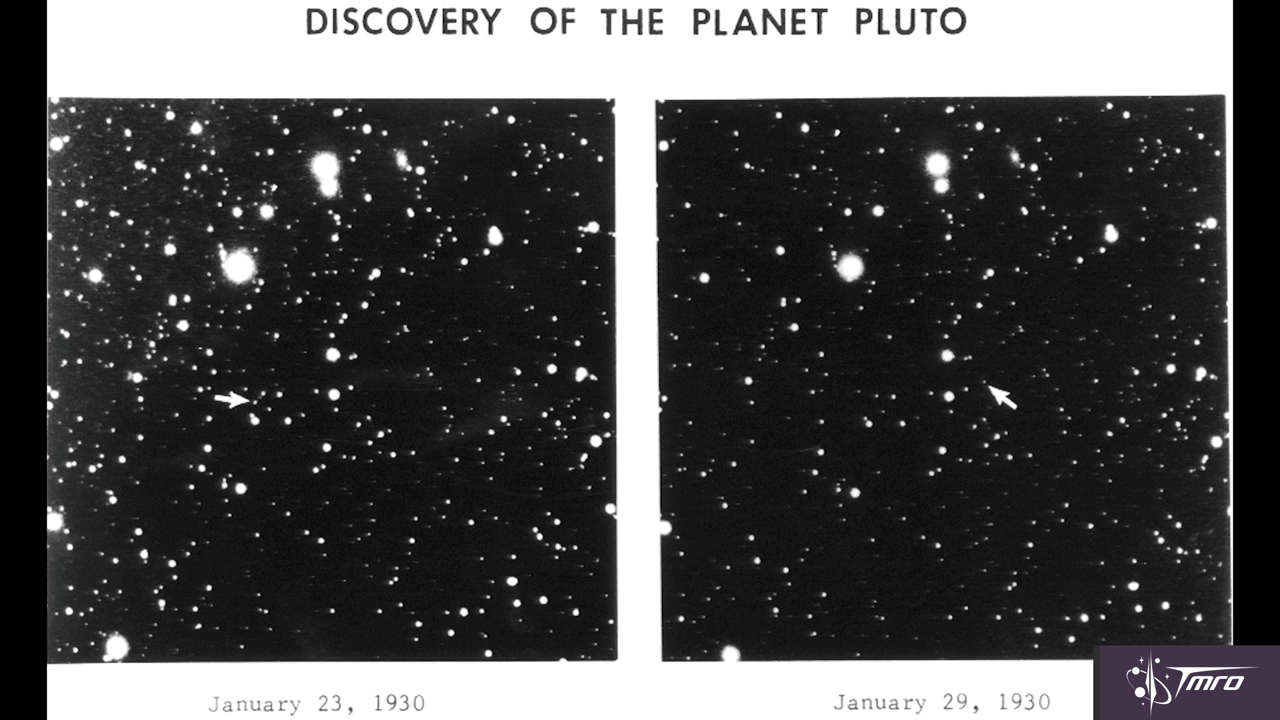 DISCOVERY OF THE PLANET PLUTO
January 23, 1930
January 29, 1930
Tmro